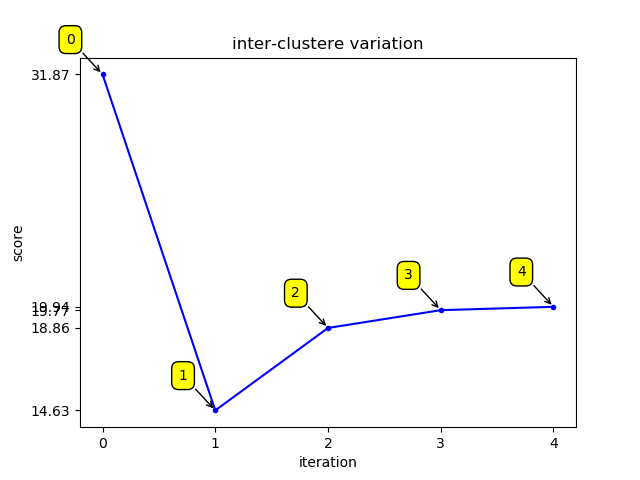 inter-clustere variation
0
31.87
score
4
3
2
19.94
19.77
18.86
1
14.63
0 1 2 3 4
iteration